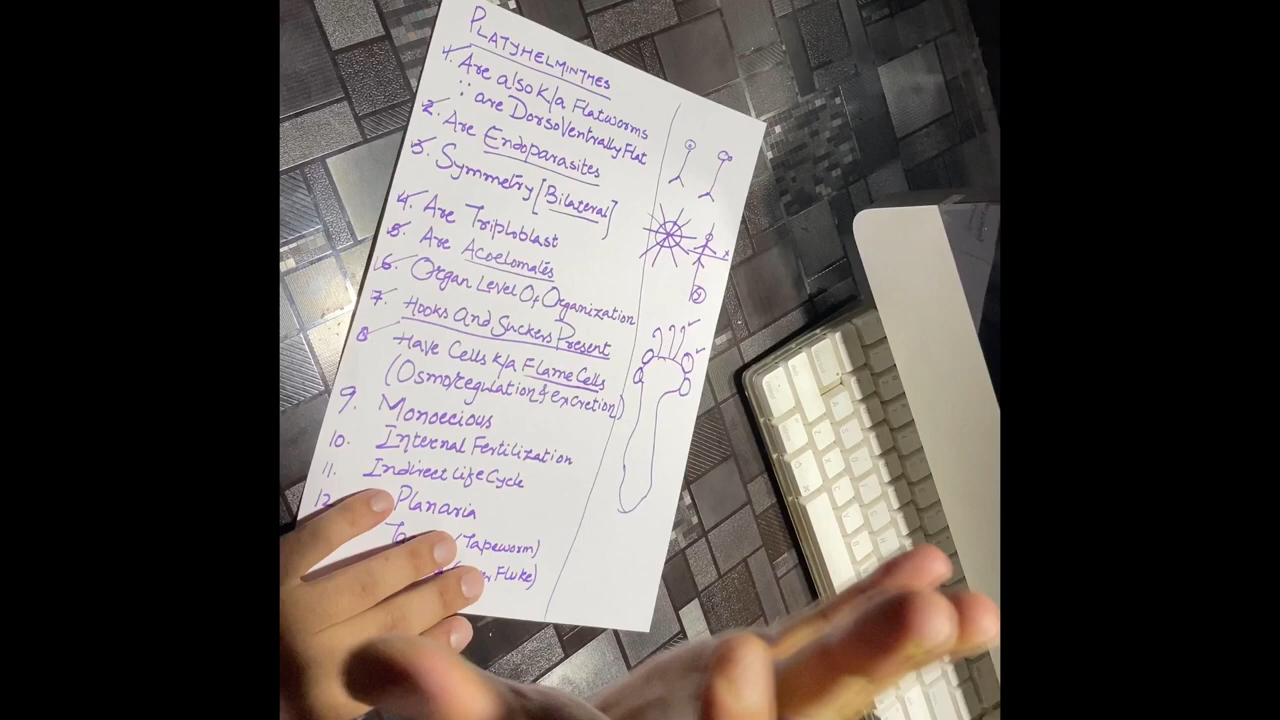 PLATYHELMINTHES
1. Are also K/a Flatworms
∵ are DorsoVentrally Flat
2. Are Endoparasites
3. Symmetry [Bilateral]
4. Are Triploblast
5. Are Acoelomates
6. Organ Level Of Organization
7. Hooks And Suckers Present
8 Have Cells K/a Flame Cells
(Osmoregulation & excretion)
9. Monoecious
10. Internal Fertilization
11. Indirect Life Cycle
12 Planaria
(Tapeworm)
Fluke)